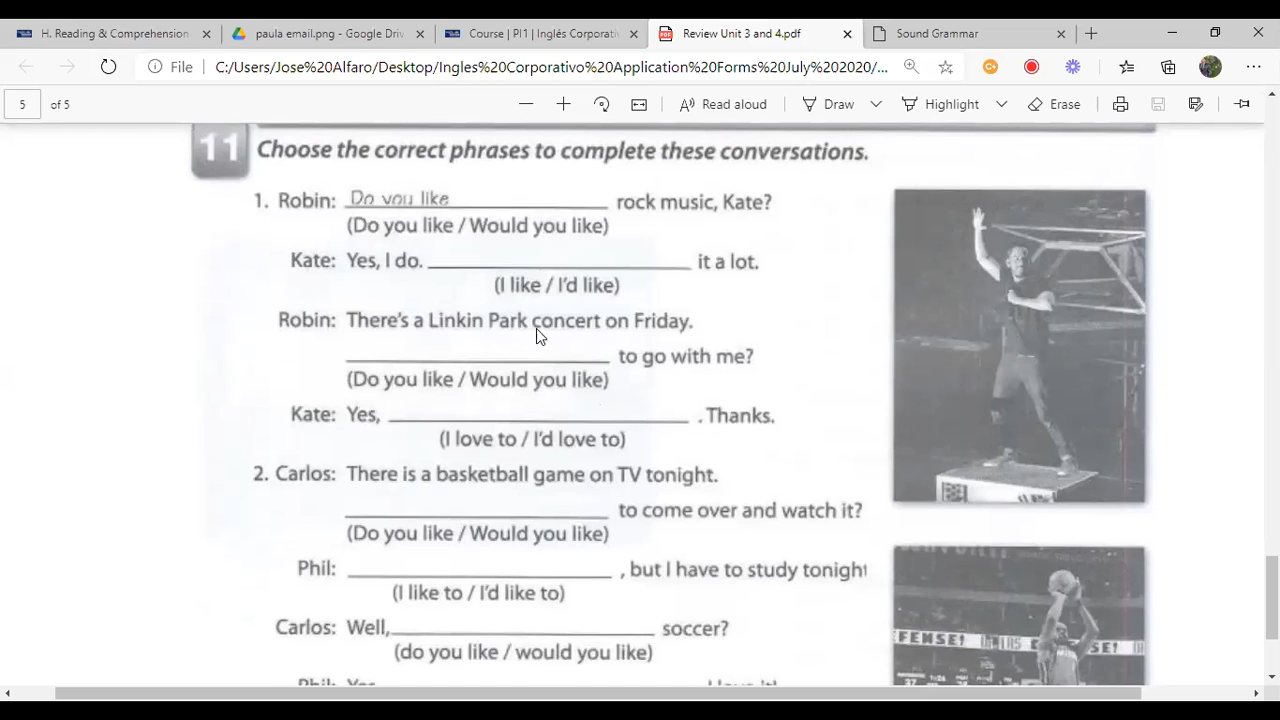 H. Reading & Comprehension
paula email.png - Google Driv
Course | PI1 | Inglés Corporati
Review Unit 3 and 4.pdf
Sound Grammar
File
C:/Users/Jose%20Alfaro/Desktop/Ingles%20Corporativo%20Application%20Forms%20July%202020/...
5 of 5
Read aloud
Draw
Highlight
Erase
11 Choose the correct phrases to complete these conversations.
1. Robin: Do you like rock music, Kate?
(Do you like / Would you like)
Kate: Yes, I do. it a lot.
(I like / I'd like)
Robin: There's a Linkin Park concert on Friday.
to go with me?
(Do you like / Would you like)
Kate: Yes, . Thanks.
(I love to / I'd love to)
2. Carlos: There is a basketball game on TV tonight.
to come over and watch it?
(Do you like / Would you like)
Phil: , but I have to study tonight
(I like to / I'd like to)
Carlos: Well, soccer?
(do you like / would you like)
EFENSE!